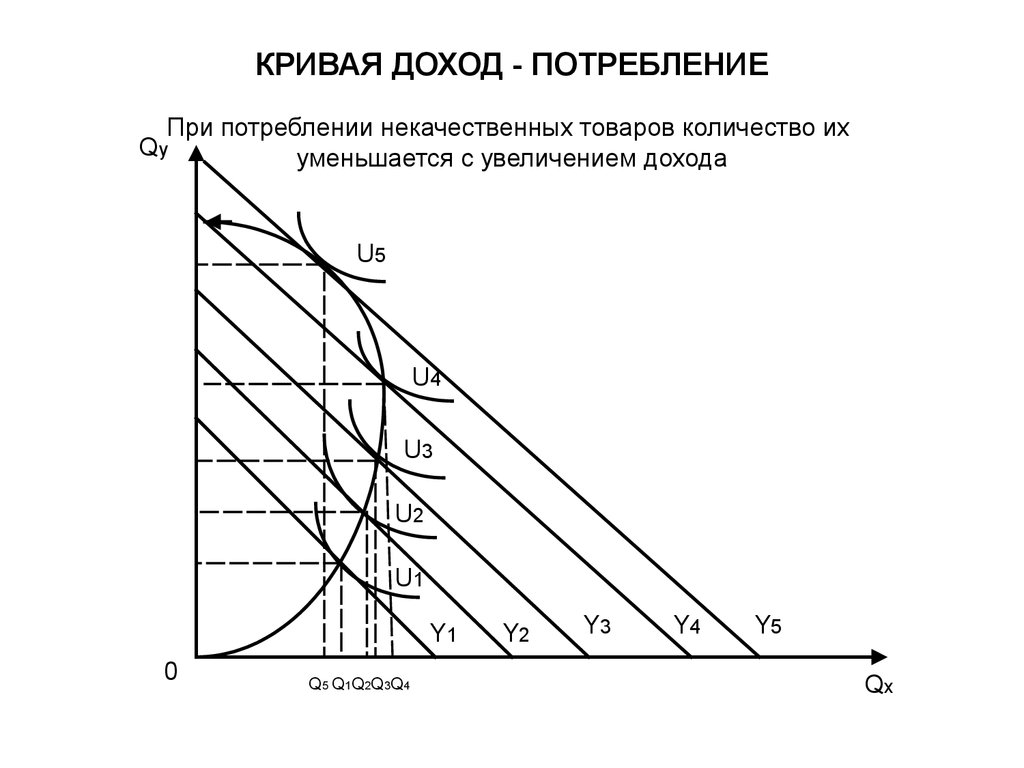 КРИВАЯ ДОХОД - ПОТРЕБЛЕНИЕ
При потреблении некачественных товаров количество их
уменьшается с увеличением дохода
Qy
U5
U4
U3
U2
U1
Y1 Y2 Y3 Y4 Y5
0
Q5 Q1Q2Q3Q4
Qx